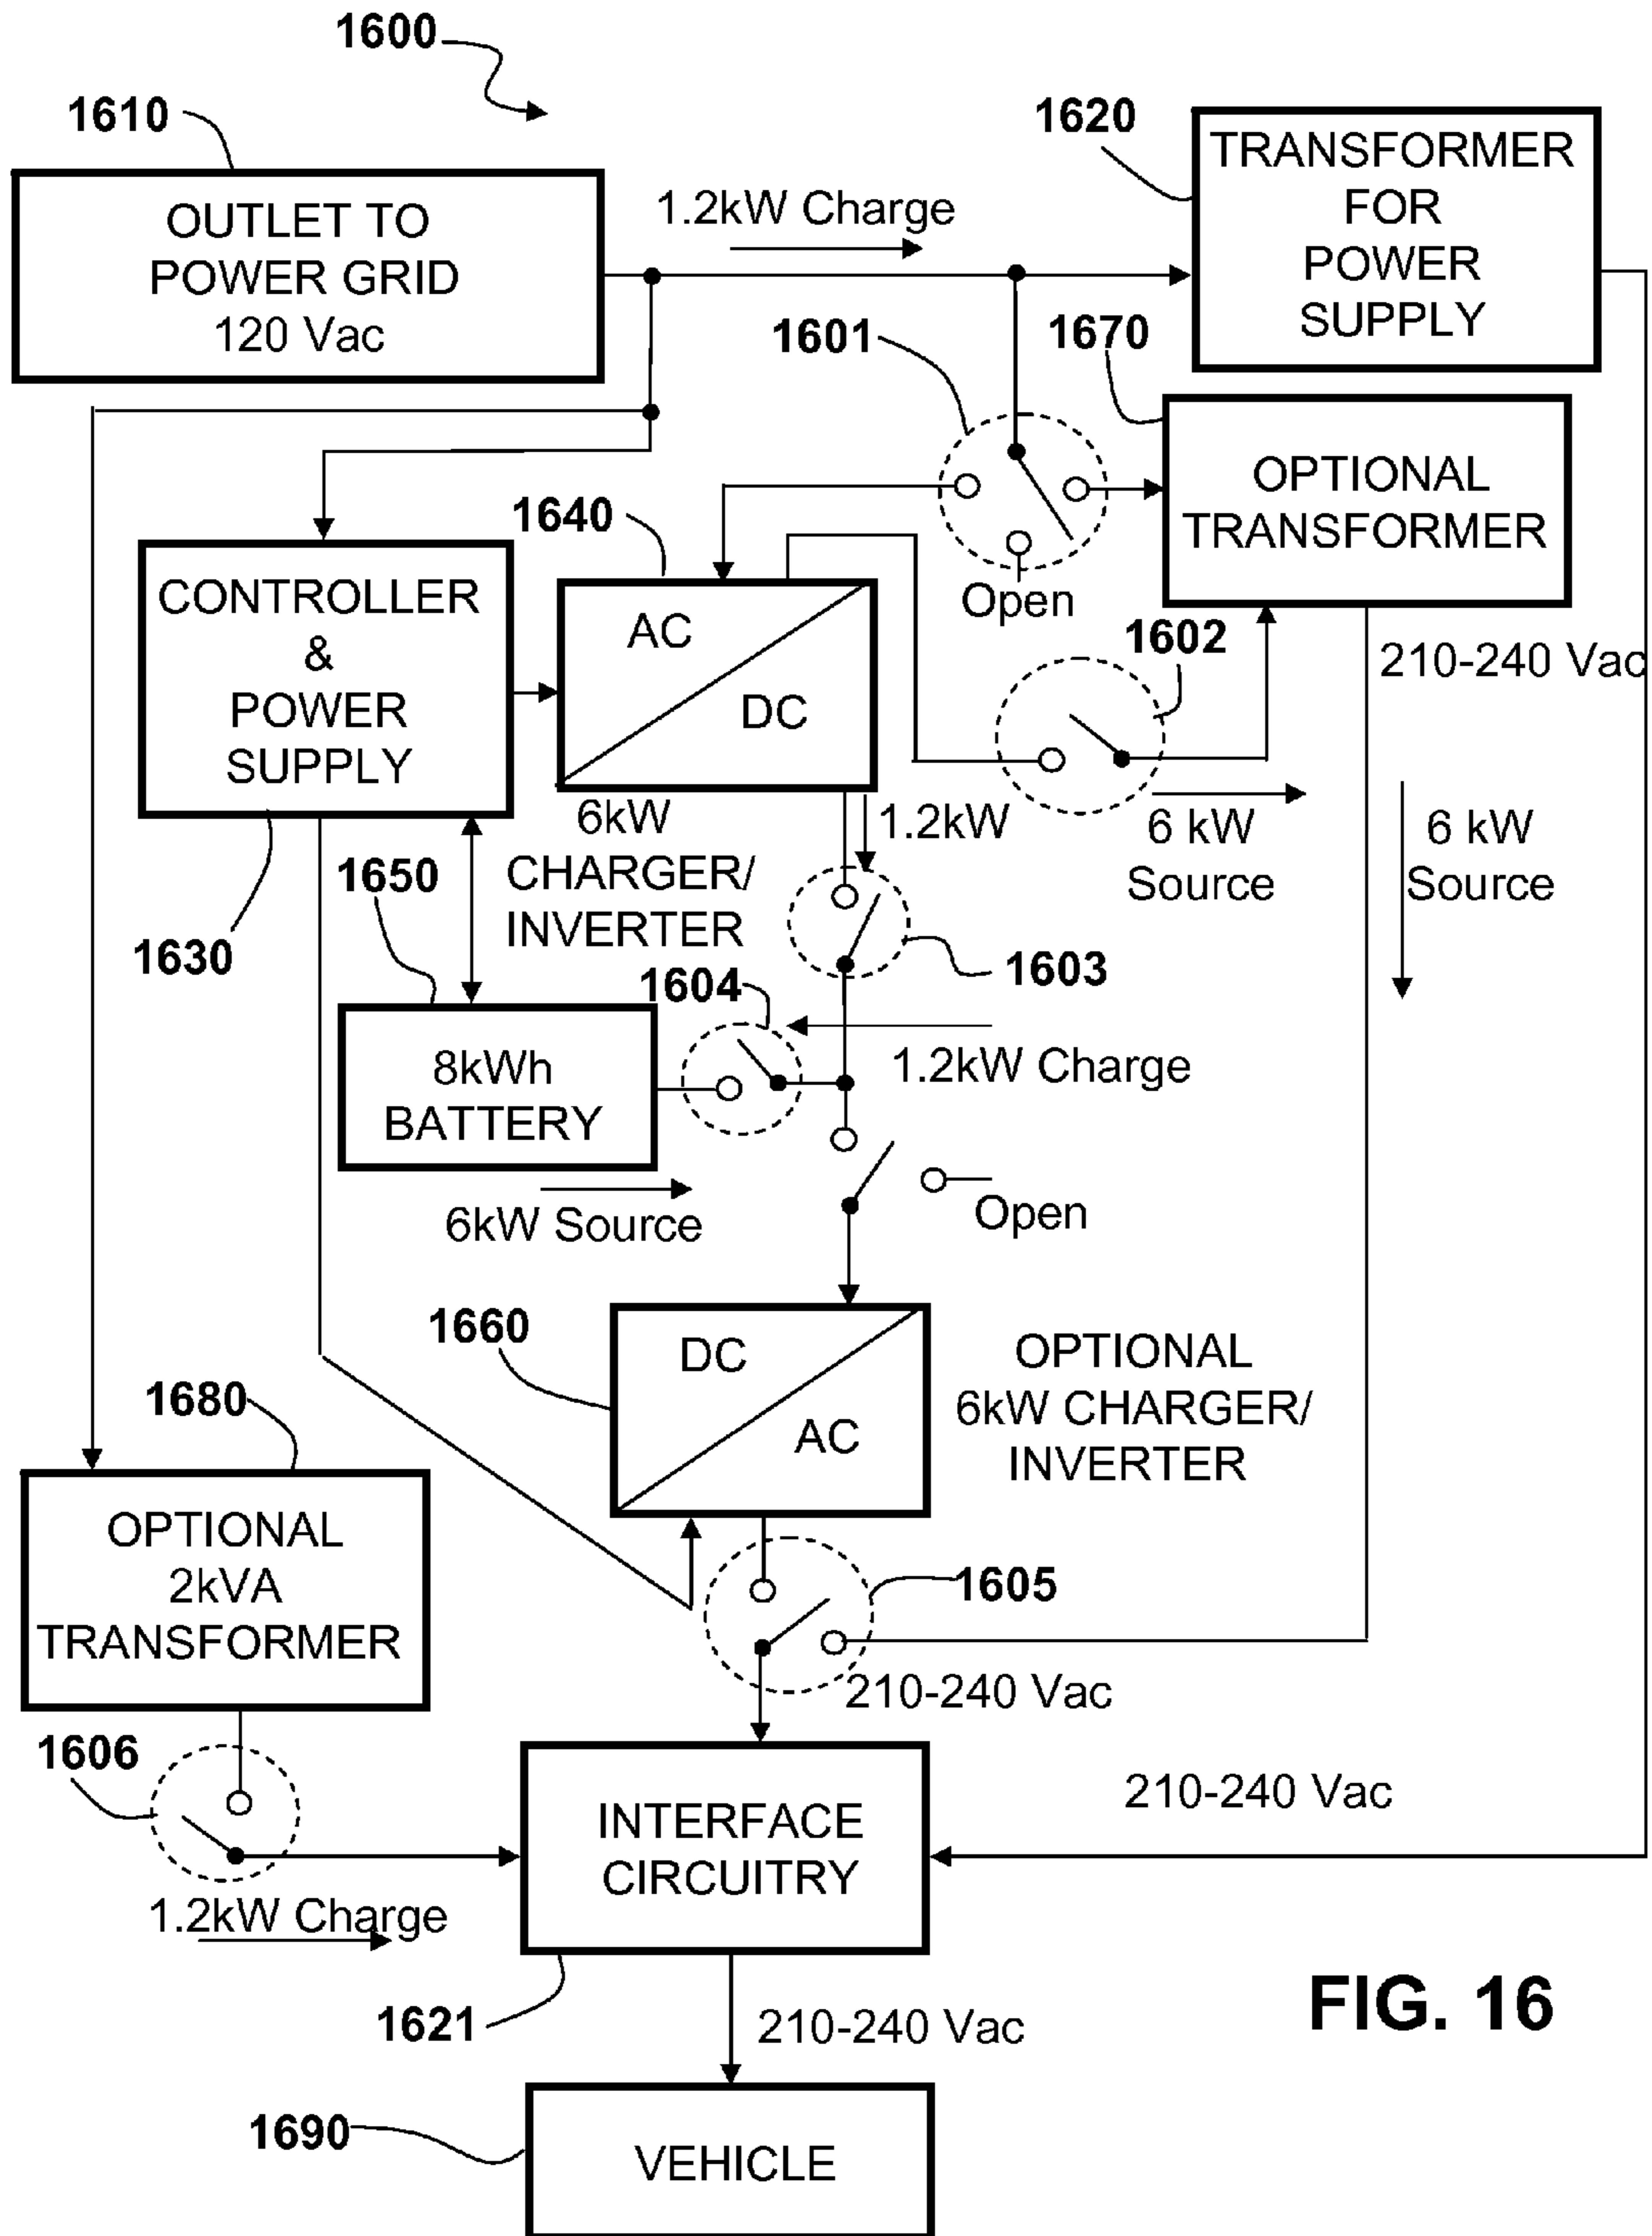 1600
1610
1620
OUTLET TO
POWER GRID
120 Vac
1.2kW Charge
TRANSFORMER
FOR
POWER
SUPPLY
1601
1670
OPTIONAL
TRANSFORMER
Open
1640
CONTROLLER
&
POWER
SUPPLY
AC
DC
1602
210-240 Vac
6kW
CHARGER/
INVERTER
1.2kW
6 kW
Source
6 kW
Source
1650
1630
1603
1604
8kWh
BATTERY
1.2kW Charge
6kW Source
Open
1660
DC
AC
OPTIONAL
6kW CHARGER/
INVERTER
1680
OPTIONAL
2kVA
TRANSFORMER
1605
210-240 Vac
1606
INTERFACE
CIRCUITRY
210-240 Vac
1.2kW Charge
1621
210-240 Vac
FIG. 16
1690
VEHICLE